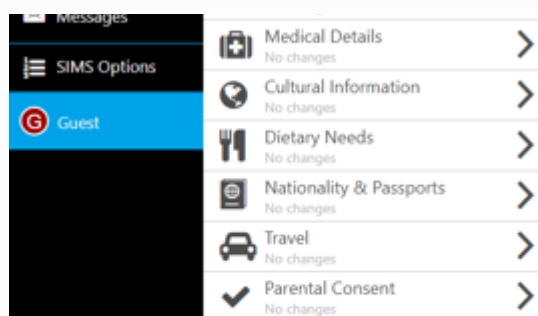 Messages
SIMS Options
G Guest
Medical Details
No changes
Cultural Information
No changes
Dietary Needs
No changes
Nationality & Passports
No changes
Travel
No changes
Parental Consent
No changes